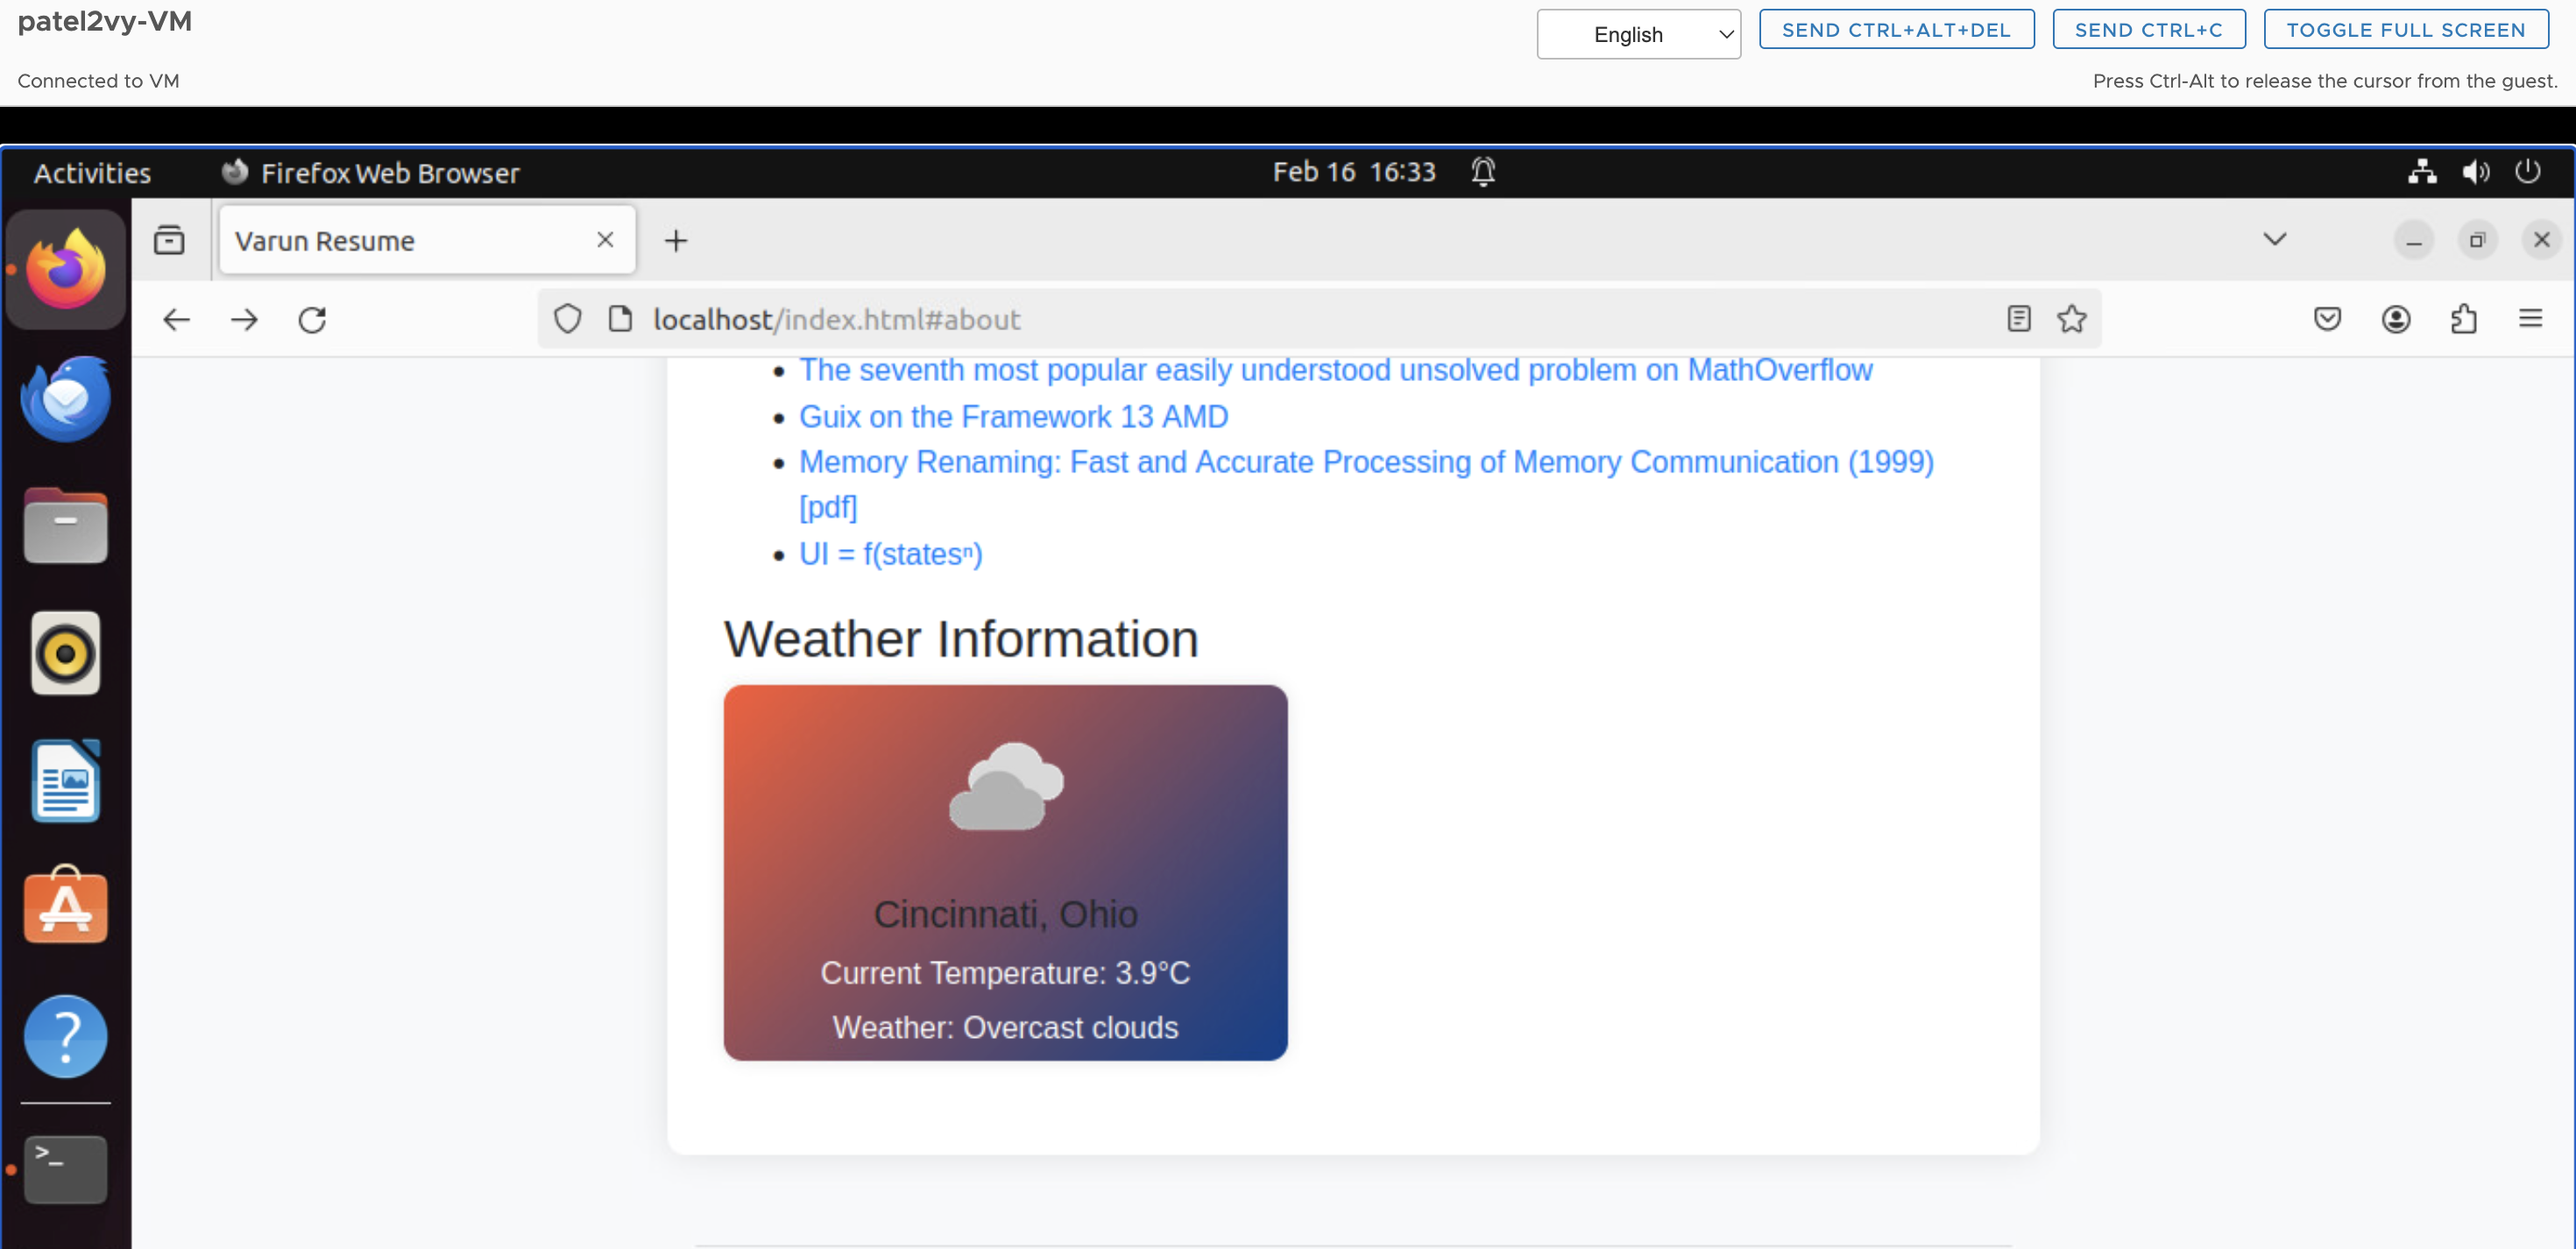 patel2vy-VM
English
SEND CTRL+ALT+DEL
SEND CTRL+C
TOGGLE FULL SCREEN
Connected to VM
Press Ctrl-Alt to release the cursor from the guest.
Activities
Firefox Web Browser
Feb 16 16:33
Varun Resume
localhost/index.html#about
The seventh most popular easily understood unsolved problem on MathOverflow
Guix on the Framework 13 AMD
Memory Renaming: Fast and Accurate Processing of Memory Communication (1999)
[pdf]
UI = f(statesⁿ)
Weather Information
Cincinnati, Ohio
Current Temperature: 3.9°C
Weather: Overcast clouds